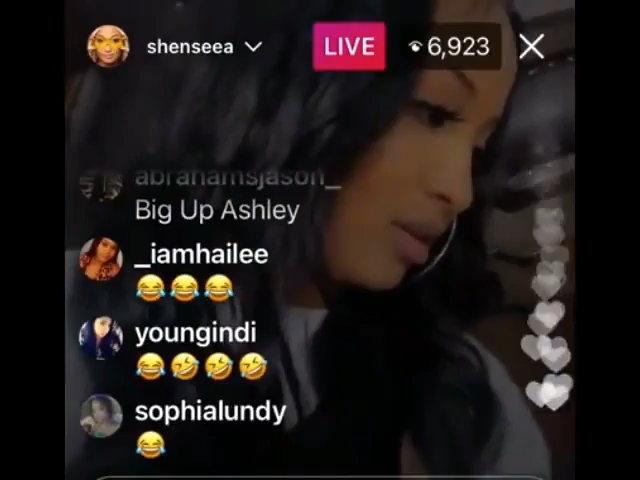 shenseea
LIVE
6,923
abrahamsjason_
Big Up Ashley
_iamhailee
😂😂😂
youngindi
😂🤣🤣🤣
sophialundy
😂